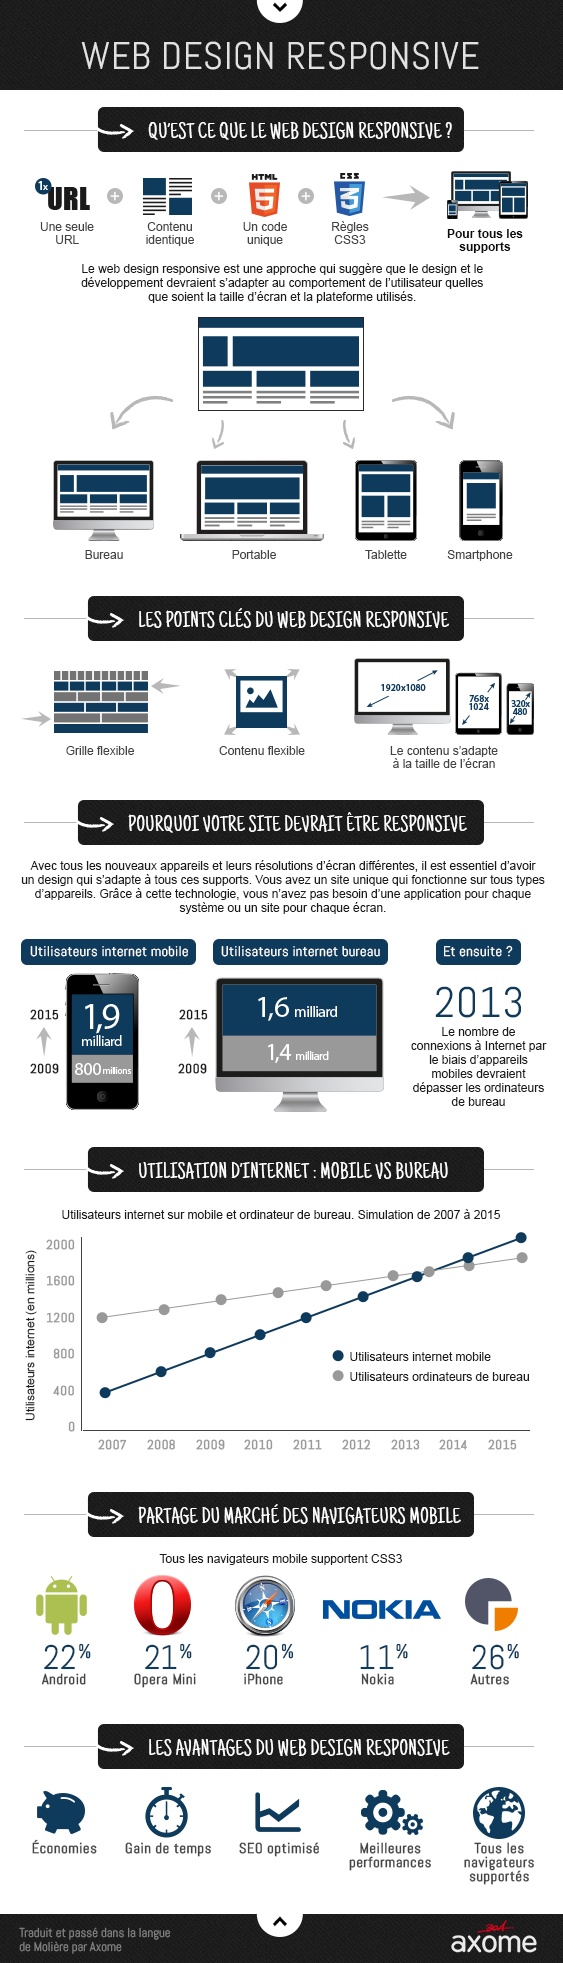 WEB DESIGN RESPONSIVE
QU'EST CE QUE LE WEB DESIGN RESPONSIVE ?
1x URL
HTML
5
CSS
3
Une seule
URL
Contenu
identique
Un code
unique
Règles
CSS3
Pour tous les
supports
Le web design responsive est une approche qui suggère que le design et le
développement devraient s'adapter au comportement de l'utilisateur quelles
que soient la taille d'écran et la plateforme utilisés.
Bureau
Portable
Tablette
Smartphone
LES POINTS CLÉS DU WEB DESIGN RESPONSIVE
1920x1080
768x
1024
320x
480
Grille flexible
Contenu flexible
Le contenu s'adapte
à la taille de l'écran
POURQUOI VOTRE SITE DEVRAIT ÊTRE RESPONSIVE
Avec tous les nouveaux appareils et leurs résolutions d'écran différentes, il est essentiel d'avoir
un design qui s'adapte à tous ces supports. Vous avez un site unique qui fonctionne sur tous types
d'appareils. Grâce à cette technologie, vous n'avez pas besoin d'une application pour chaque
système ou un site pour chaque écran.
Utilisateurs internet mobile
2015
1,9
milliard
2009
800 millions
Utilisateurs internet bureau
2015
1,6 milliard
2009
1,4 milliard
Et ensuite ?
2013
Le nombre de
connexions à Internet par
le biais d'appareils
mobiles devraient
dépasser les ordinateurs
de bureau
UTILISATION D'INTERNET : MOBILE VS BUREAU
Utilisateurs internet sur mobile et ordinateur de bureau. Simulation de 2007 à 2015
Utilisateurs internet (en millions)
2000
1600
1200
800
400
0
Utilisateurs internet mobile
Utilisateurs ordinateurs de bureau
2007 2008 2009 2010 2011 2012 2013 2014 2015
PARTAGE DU MARCHÉ DES NAVIGATEURS MOBILE
Tous les navigateurs mobile supportent CSS3
NOKIA
22%
Android
21%
Opera Mini
20%
iPhone
11%
Nokia
26%
Autres
LES AVANTAGES DU WEB DESIGN RESPONSIVE
Économies
Gain de temps
SEO optimisé
Meilleures
performances
Tous les
navigateurs
supportés
Traduit et passé dans la langue
de Molière par Axome
axome